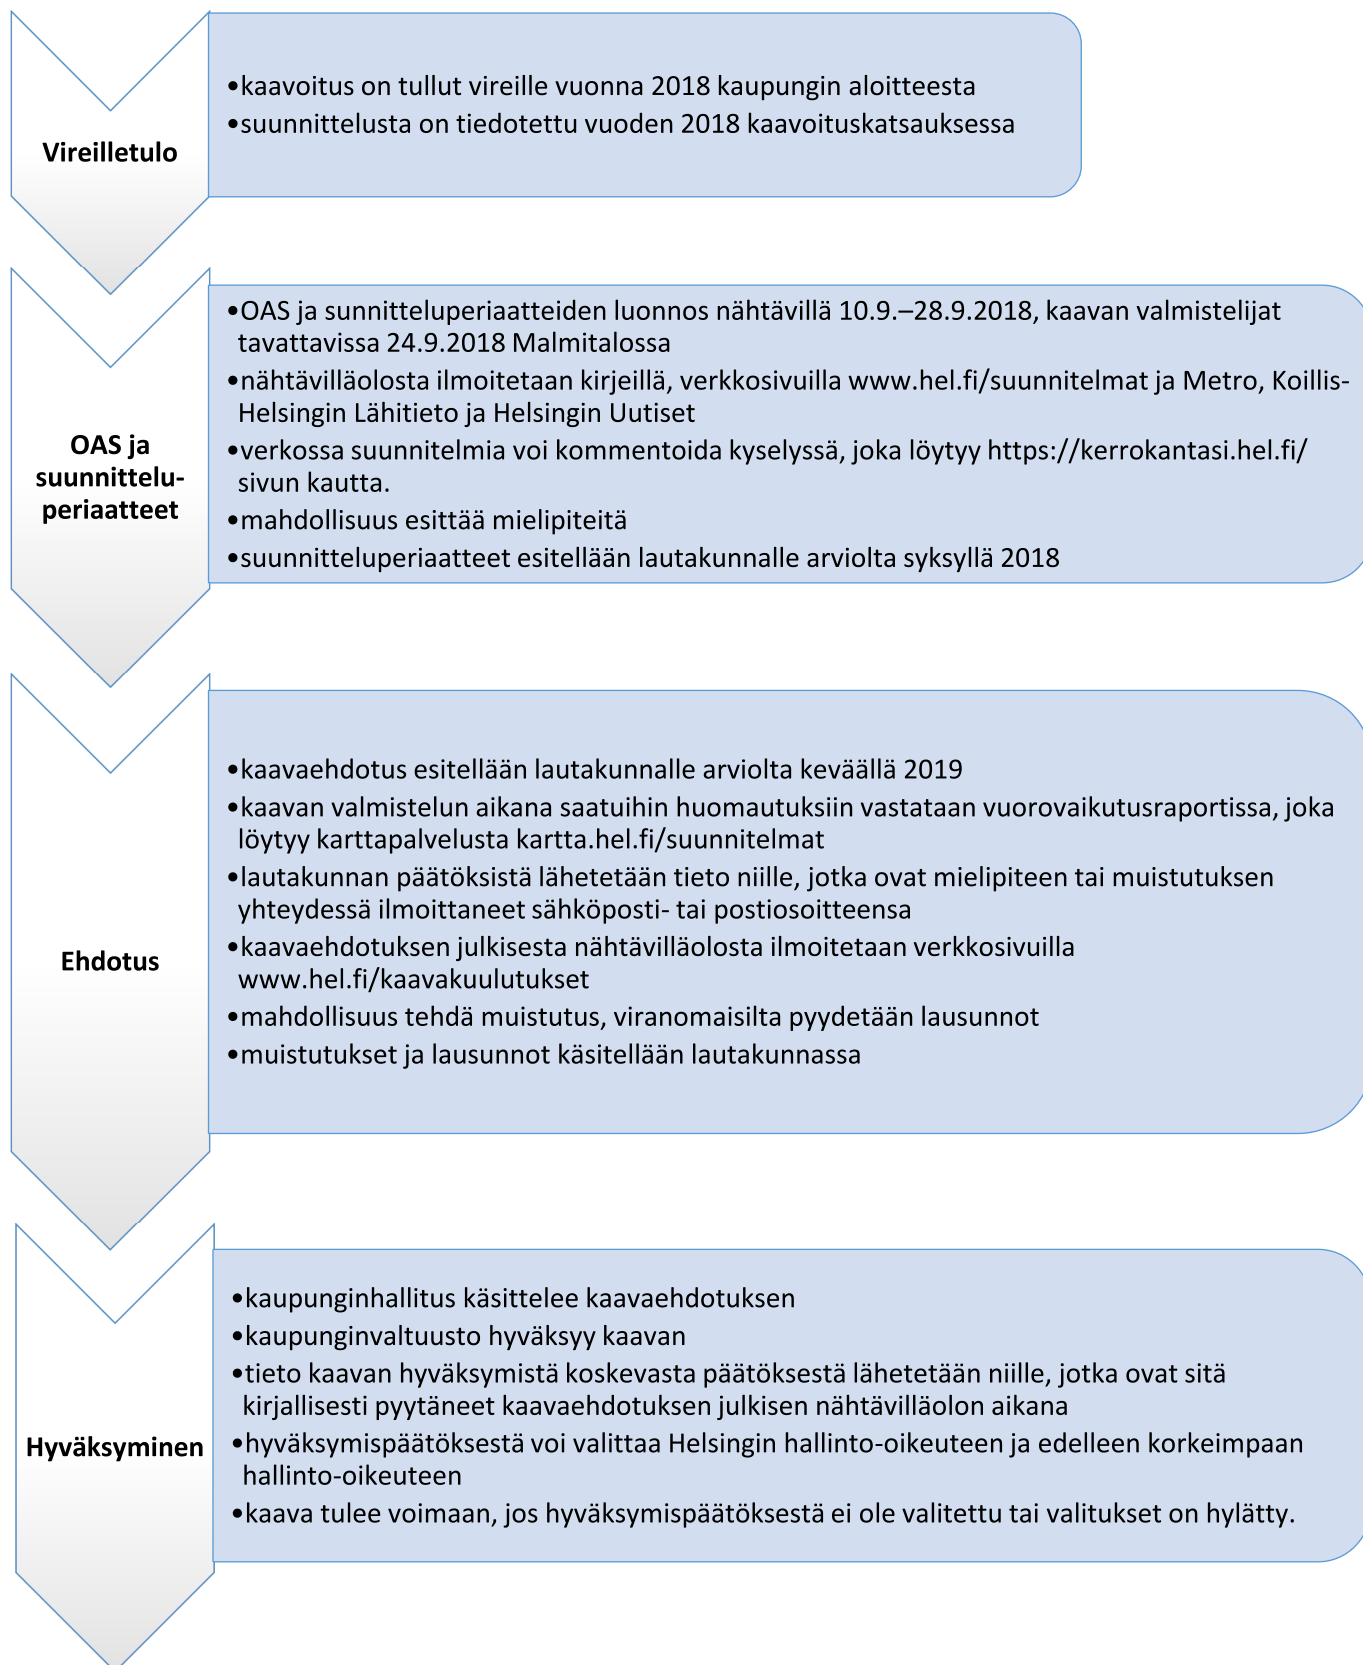 Vireilletulo
•kaavoitus on tullut vireille vuonna 2018 kaupungin aloitteesta
•suunnittelusta on tiedotettu vuoden 2018 kaavoituskatsauksessa
OAS ja
suunnittelu-
periaatteet
•OAS ja sunnitteluperiaatteiden luonnos nähtävillä 10.9.–28.9.2018, kaavan valmistelijat
tavattavissa 24.9.2018 Malmitalossa
•nähtävilläolosta ilmoitetaan kirjeillä, verkkosivuilla www.hel.fi/suunnitelmat ja Metro, Koillis-
Helsingin Lähitieto ja Helsingin Uutiset
•verkossa suunnitelmia voi kommentoida kyselyssä, joka löytyy https://kerrokantasi.hel.fi/
sivun kautta.
•mahdollisuus esittää mielipiteitä
•suunnitteluperiaatteet esitellään lautakunnalle arviolta syksyllä 2018
Ehdotus
•kaavaehdotus esitellään lautakunnalle arviolta keväällä 2019
•kaavan valmistelun aikana saatuihin huomautuksiin vastataan vuorovaikutusraportissa, joka
löytyy karttapalvelusta kartta.hel.fi/suunnitelmat
•lautakunnan päätöksistä lähetetään tieto niille, jotka ovat mielipiteen tai muistutuksen
yhteydessä ilmoittaneet sähköposti- tai postiosoitteensa
•kaavaehdotuksen julkisesta nähtävilläolosta ilmoitetaan verkkosivuilla
www.hel.fi/kaavakuulutukset
•mahdollisuus tehdä muistutus, viranomaisilta pyydetään lausunnot
•muistutukset ja lausunnot käsitellään lautakunnassa
Hyväksyminen
•kaupunginhallitus käsittelee kaavaehdotuksen
•kaupunginvaltuusto hyväksyy kaavan
•tieto kaavan hyväksymistä koskevasta päätöksestä lähetetään niille, jotka ovat sitä
kirjallisesti pyytäneet kaavaehdotuksen julkisen nähtävilläolon aikana
•hyväksymispäätöksestä voi valittaa Helsingin hallinto-oikeuteen ja edelleen korkeimpaan
hallinto-oikeuteen
•kaava tulee voimaan, jos hyväksymispäätöksestä ei ole valitettu tai valitukset on hylätty.